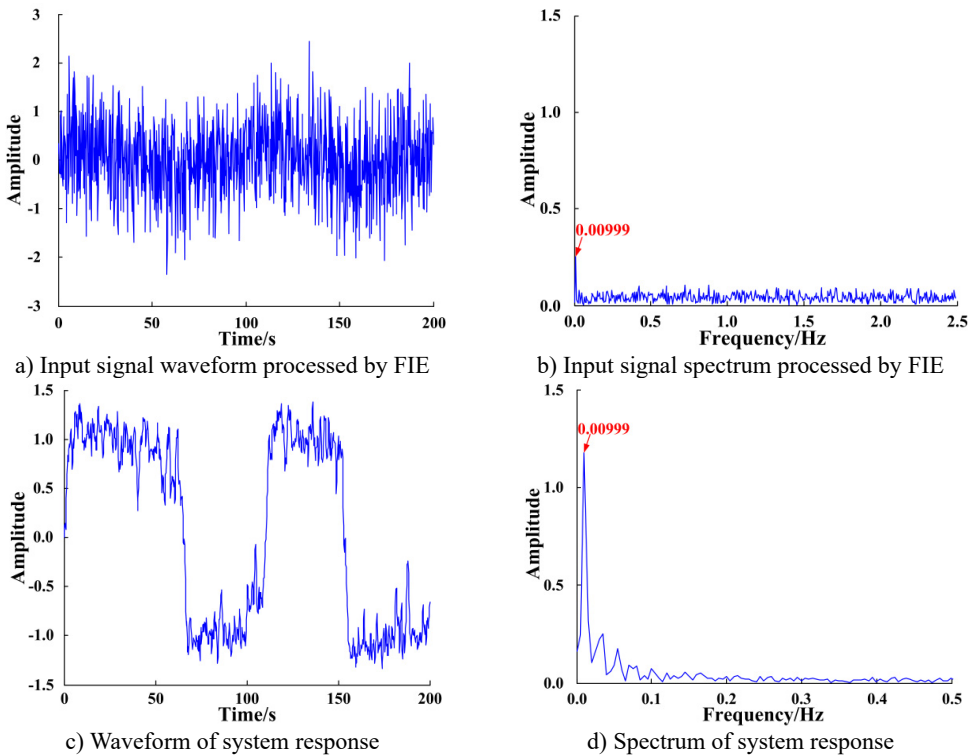 3
2
1
0
-1
-2
-3
Amplitude
0 50 100 150 200
Time/s
a) Input signal waveform processed by FIE
1.5
1.0
0.5
0.0
Amplitude
0.00999
0.0 0.5 1.0 1.5 2.0 2.5
Frequency/Hz
b) Input signal spectrum processed by FIE
1.5
1.0
0.5
0.0
-0.5
-1.0
-1.5
Amplitude
0 50 100 150 200
Time/s
c) Waveform of system response
1.5
1.0
0.5
0.0
Amplitude
0.00999
0.0 0.1 0.2 0.3 0.4 0.5
Frequency/Hz
d) Spectrum of system response